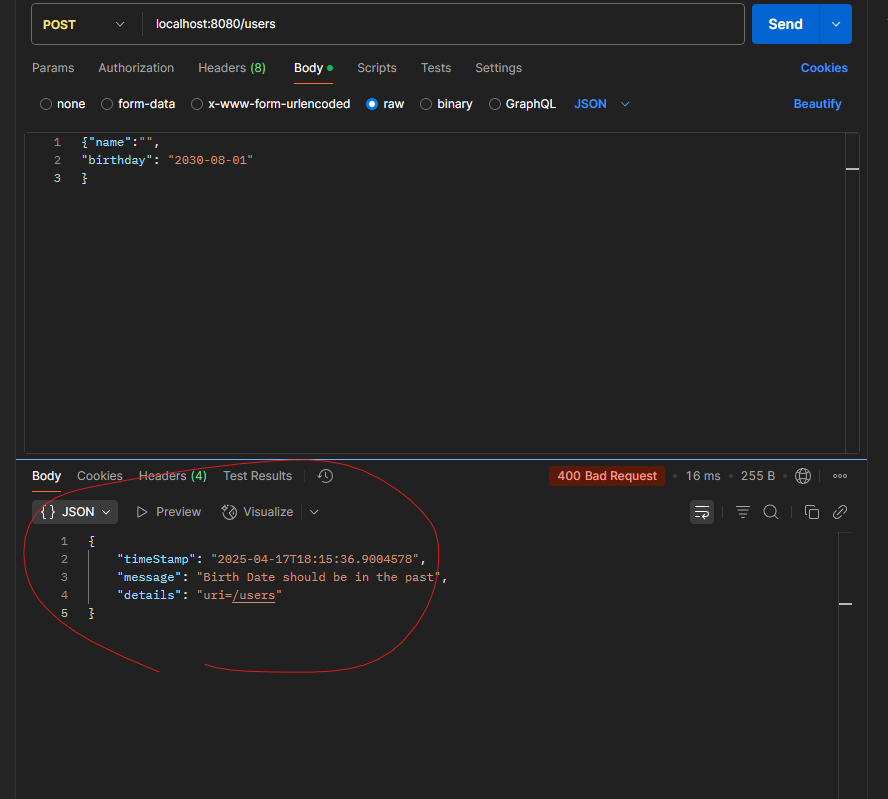 POST localhost:8080/users Send
Params Authorization Headers (8) Body Scripts Tests Settings Cookies
none form-data x-www-form-urlencoded raw binary GraphQL JSON Beautify
1 {"name":"",
2 "birthday": "2030-08-01"
3 }
Body Cookies Headers (4) Test Results 400 Bad Request 16 ms 255 B
{} JSON Preview Visualize
1 {
2 "timeStamp": "2025-04-17T18:15:36.9004578",
3 "message": "Birth Date should be in the past",
4 "details": "uri=/users"
5 }